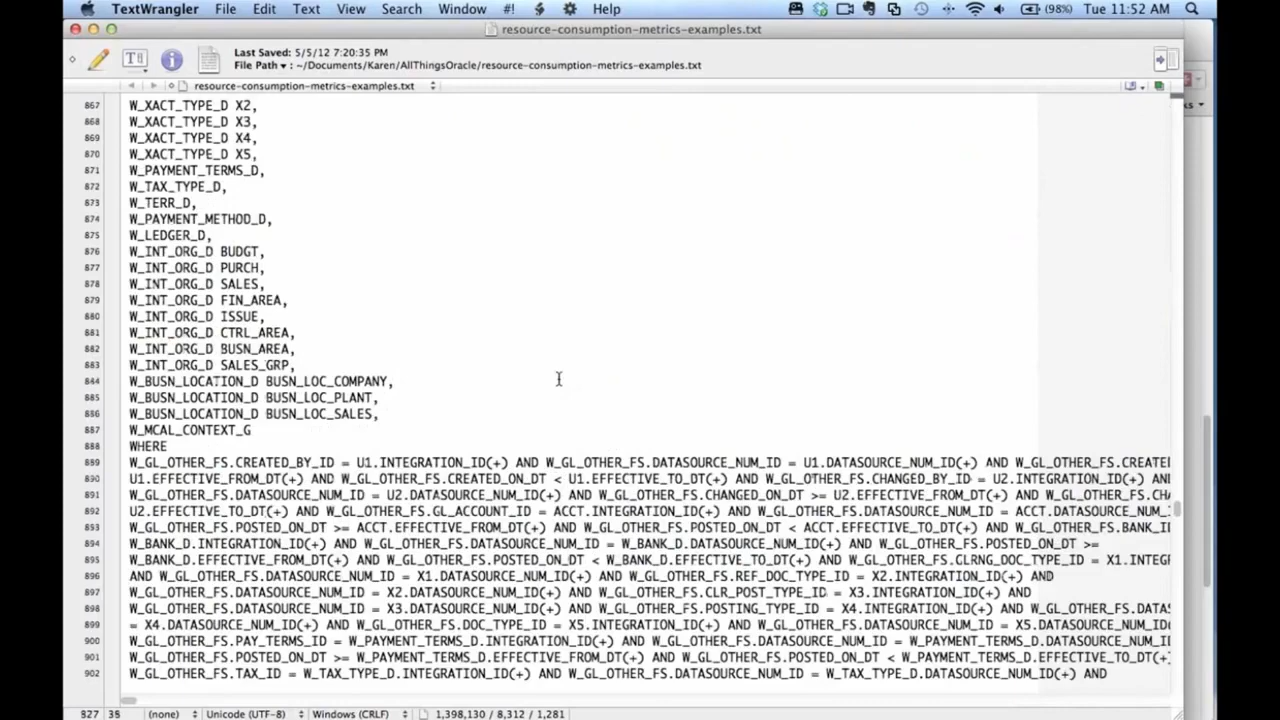 TextWrangler File Edit Text View Search Window #! Help (98%) Tue 11:52 AM
resource-consumption-metrics-examples.txt
Last Saved: 5/5/12 7:20:35 PM
File Path ▾ : ~/Documents/Karen/AllThingsOracle/resource-consumption-metrics-examples.txt
resource-consumption-metrics-examples.txt
867 W_XACT_TYPE_D X2,
868 W_XACT_TYPE_D X3,
869 W_XACT_TYPE_D X4,
870 W_XACT_TYPE_D X5,
871 W_PAYMENT_TERMS_D,
872 W_TAX_TYPE_D,
873 W_TERR_D,
874 W_PAYMENT_METHOD_D,
875 W_LEDGER_D,
876 W_INT_ORG_D BUDGT,
877 W_INT_ORG_D PURCH,
878 W_INT_ORG_D SALES,
879 W_INT_ORG_D FIN_AREA,
880 W_INT_ORG_D ISSUE,
881 W_INT_ORG_D CTRL_AREA,
882 W_INT_ORG_D BUSN_AREA,
883 W_INT_ORG_D SALES_GRP,
884 W_BUSN_LOCATION_D BUSN_LOC_COMPANY,
885 W_BUSN_LOCATION_D BUSN_LOC_PLANT,
886 W_BUSN_LOCATION_D BUSN_LOC_SALES,
887 W_MCAL_CONTEXT_G
888 WHERE
889 W_GL_OTHER_FS.CREATED_BY_ID = U1.INTEGRATION_ID(+) AND W_GL_OTHER_FS.DATASOURCE_NUM_ID = U1.DATASOURCE_NUM_ID(+) AND W_GL_OTHER_FS.CREATE
890 U1.EFFECTIVE_FROM_DT(+) AND W_GL_OTHER_FS.CREATED_ON_DT < U1.EFFECTIVE_TO_DT(+) AND W_GL_OTHER_FS.CHANGED_BY_ID = U2.INTEGRATION_ID(+) AN
891 W_GL_OTHER_FS.DATASOURCE_NUM_ID = U2.DATASOURCE_NUM_ID(+) AND W_GL_OTHER_FS.CHANGED_ON_DT >= U2.EFFECTIVE_FROM_DT(+) AND W_GL_OTHER_FS.CH
892 U2.EFFECTIVE_TO_DT(+) AND W_GL_OTHER_FS.GL_ACCOUNT_ID = ACCT.INTEGRATION_ID(+) AND W_GL_OTHER_FS.DATASOURCE_NUM_ID = ACCT.DATASOURCE_NUM_
893 W_GL_OTHER_FS.POSTED_ON_DT >= ACCT.EFFECTIVE_FROM_DT(+) AND W_GL_OTHER_FS.POSTED_ON_DT < ACCT.EFFECTIVE_TO_DT(+) AND W_GL_OTHER_FS.BANK_I
894 W_BANK_D.INTEGRATION_ID(+) AND W_GL_OTHER_FS.DATASOURCE_NUM_ID = W_BANK_D.DATASOURCE_NUM_ID(+) AND W_GL_OTHER_FS.POSTED_ON_DT >=
895 W_BANK_D.EFFECTIVE_FROM_DT(+) AND W_GL_OTHER_FS.POSTED_ON_DT < W_BANK_D.EFFECTIVE_TO_DT(+) AND W_GL_OTHER_FS.CLRNG_DOC_TYPE_ID = X1.INTEG
896 AND W_GL_OTHER_FS.DATASOURCE_NUM_ID = X1.DATASOURCE_NUM_ID(+) AND W_GL_OTHER_FS.REF_DOC_TYPE_ID = X2.INTEGRATION_ID(+) AND
897 W_GL_OTHER_FS.DATASOURCE_NUM_ID = X2.DATASOURCE_NUM_ID(+) AND W_GL_OTHER_FS.CLR_POST_TYPE_ID = X3.INTEGRATION_ID(+) AND
898 W_GL_OTHER_FS.DATASOURCE_NUM_ID = X3.DATASOURCE_NUM_ID(+) AND W_GL_OTHER_FS.POSTING_TYPE_ID = X4.INTEGRATION_ID(+) AND W_GL_OTHER_FS.DATAS
899 = X4.DATASOURCE_NUM_ID(+) AND W_GL_OTHER_FS.DOC_TYPE_ID = X5.INTEGRATION_ID(+) AND W_GL_OTHER_FS.DATASOURCE_NUM_ID = X5.DATASOURCE_NUM_ID(
900 W_GL_OTHER_FS.PAY_TERMS_ID = W_PAYMENT_TERMS_D.INTEGRATION_ID(+) AND W_GL_OTHER_FS.DATASOURCE_NUM_ID = W_PAYMENT_TERMS_D.DATASOURCE_NUM_ID
901 W_GL_OTHER_FS.POSTED_ON_DT >= W_PAYMENT_TERMS_D.EFFECTIVE_FROM_DT(+) AND W_GL_OTHER_FS.POSTED_ON_DT < W_PAYMENT_TERMS_D.EFFECTIVE_TO_DT(+)
902 W_GL_OTHER_FS.TAX_ID = W_TAX_TYPE_D.INTEGRATION_ID(+) AND W_GL_OTHER_FS.DATASOURCE_NUM_ID = W_TAX_TYPE_D.DATASOURCE_NUM_ID(+) AND
827 38 (none) Unicode (UTF-8) Windows (CRLF) 1,398,130 / 8,312 / 1,281